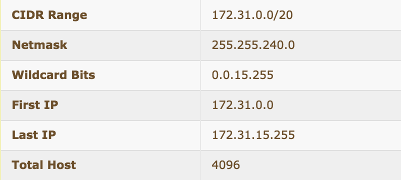 CIDR Range 172.31.0.0/20
Netmask 255.255.240.0
Wildcard Bits 0.0.15.255
First IP 172.31.0.0
Last IP 172.31.15.255
Total Host 4096